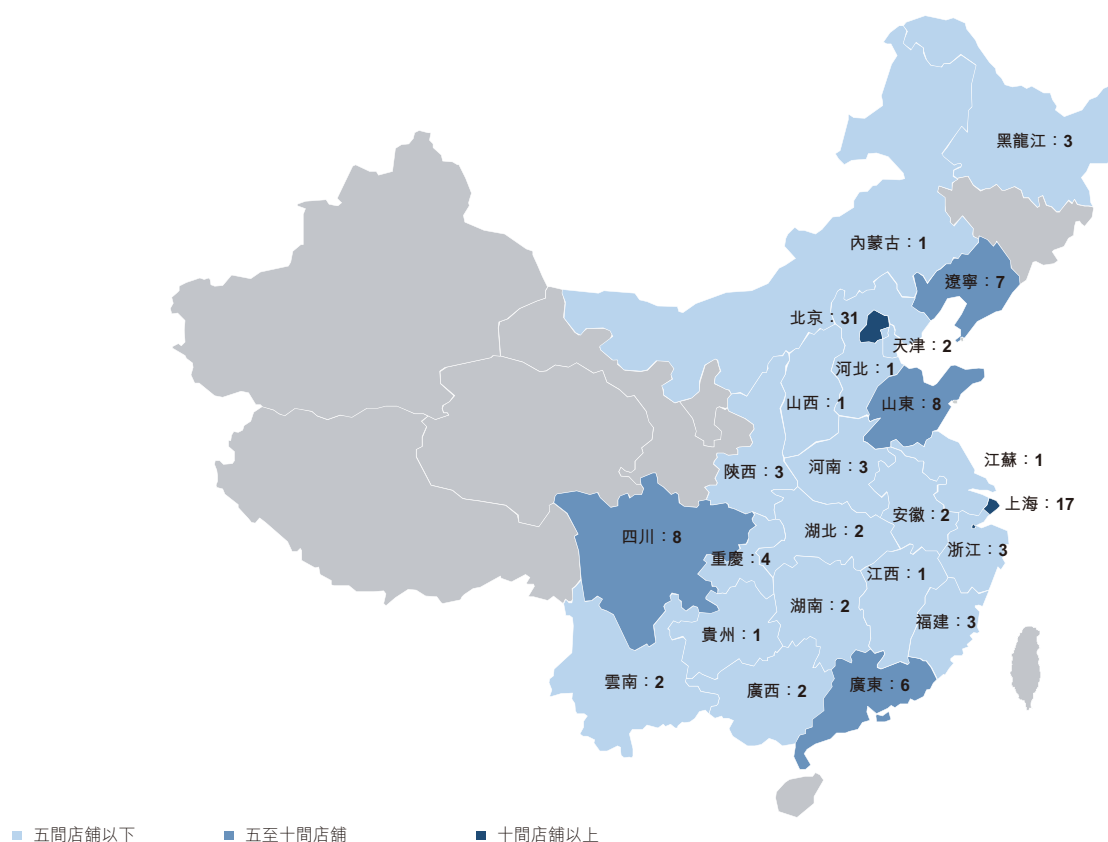 黑龍江：3
內蒙古：1
遼寧：7
北京：31
天津：2
河北：1
山西：1
山東：8
陝西：3
河南：3
江蘇：1
上海：17
安徽：2
湖北：2
四川：8
重慶：4
浙江：3
江西：1
湖南：2
福建：3
貴州：1
雲南：2
廣西：2
廣東：6
五間店舖以下
五至十間店舖
十間店舖以上